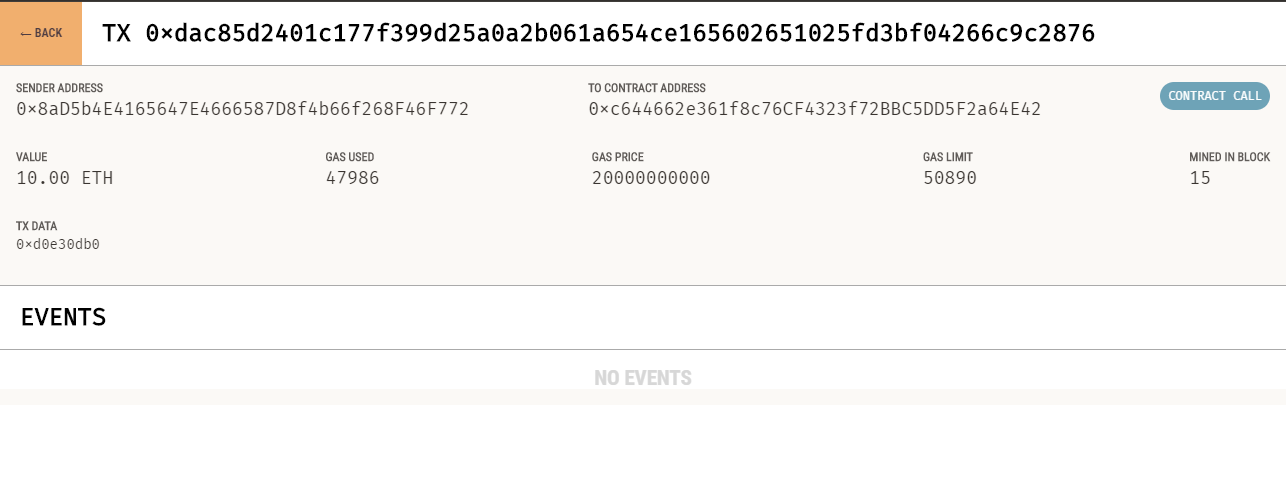 ← BACK
TX 0×dac85d2401c177f399d25a0a2b061a654ce165602651025fd3bf04266c9c2876
SENDER ADDRESS
0×8aD5b4E4165647E4666587D8f4b66f268F46F772
TO CONTRACT ADDRESS
0×c644662e361f8c76CF4323f72BBC5DD5F2a64E42
CONTRACT CALL
VALUE
10.00 ETH
GAS USED
47986
GAS PRICE
20000000000
GAS LIMIT
50890
MINED IN BLOCK
15
TX DATA
0×d0e30db0
EVENTS
NO EVENTS